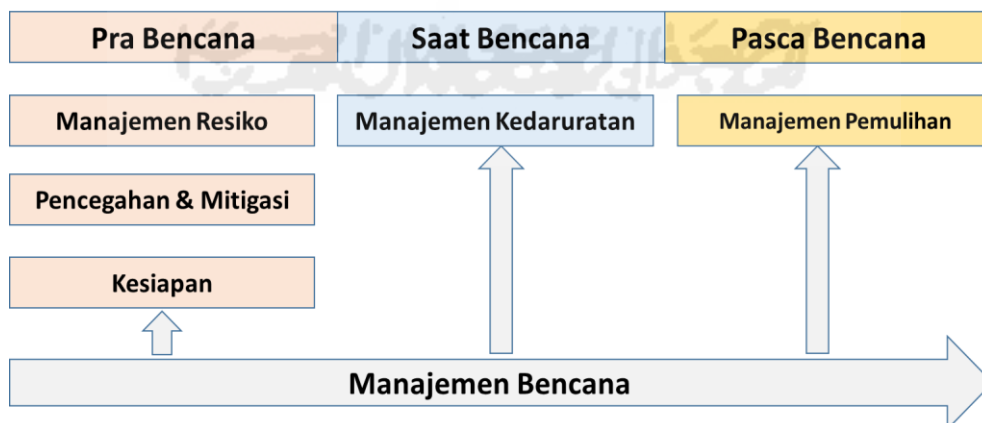 Pra Bencana
Saat Bencana
Pasca Bencana
Manajemen Resiko
Manajemen Kedaruratan
Manajemen Pemulihan
Pencegahan & Mitigasi
Kesiapan
Manajemen Bencana